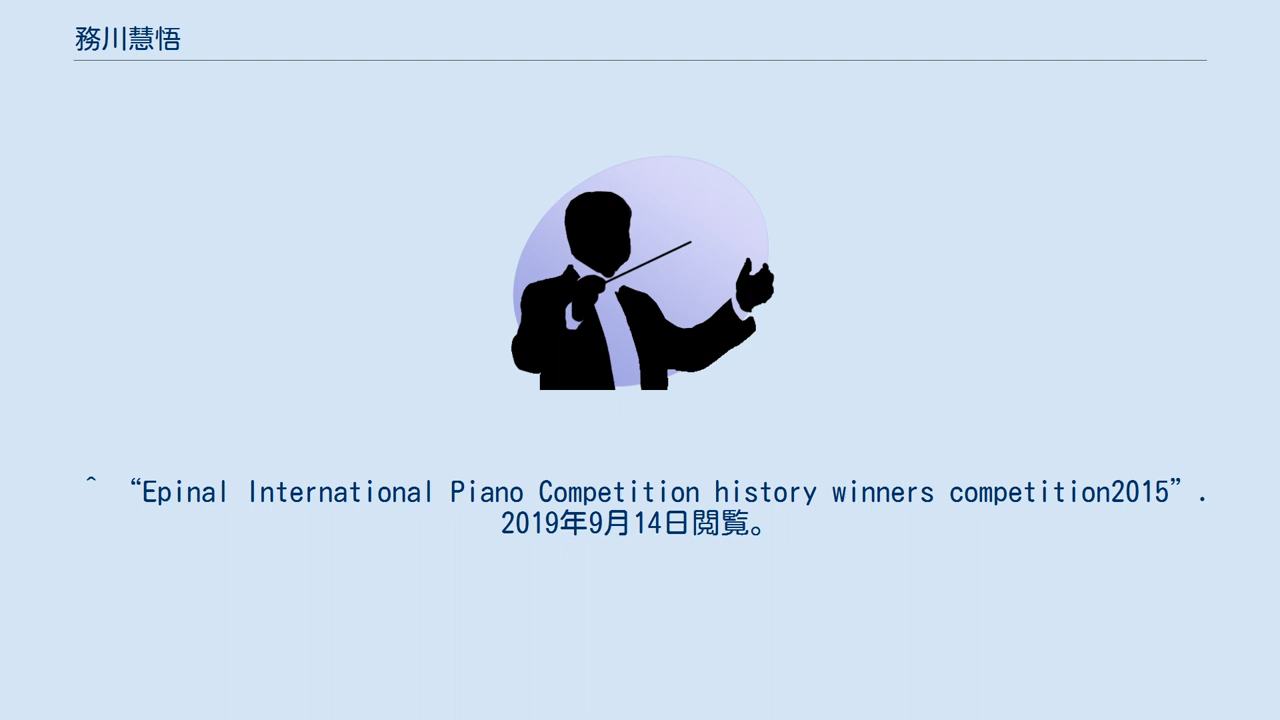 務川慧悟
^ “Epinal International Piano Competition history winners competition2015”.
2019年9月14日閲覧。